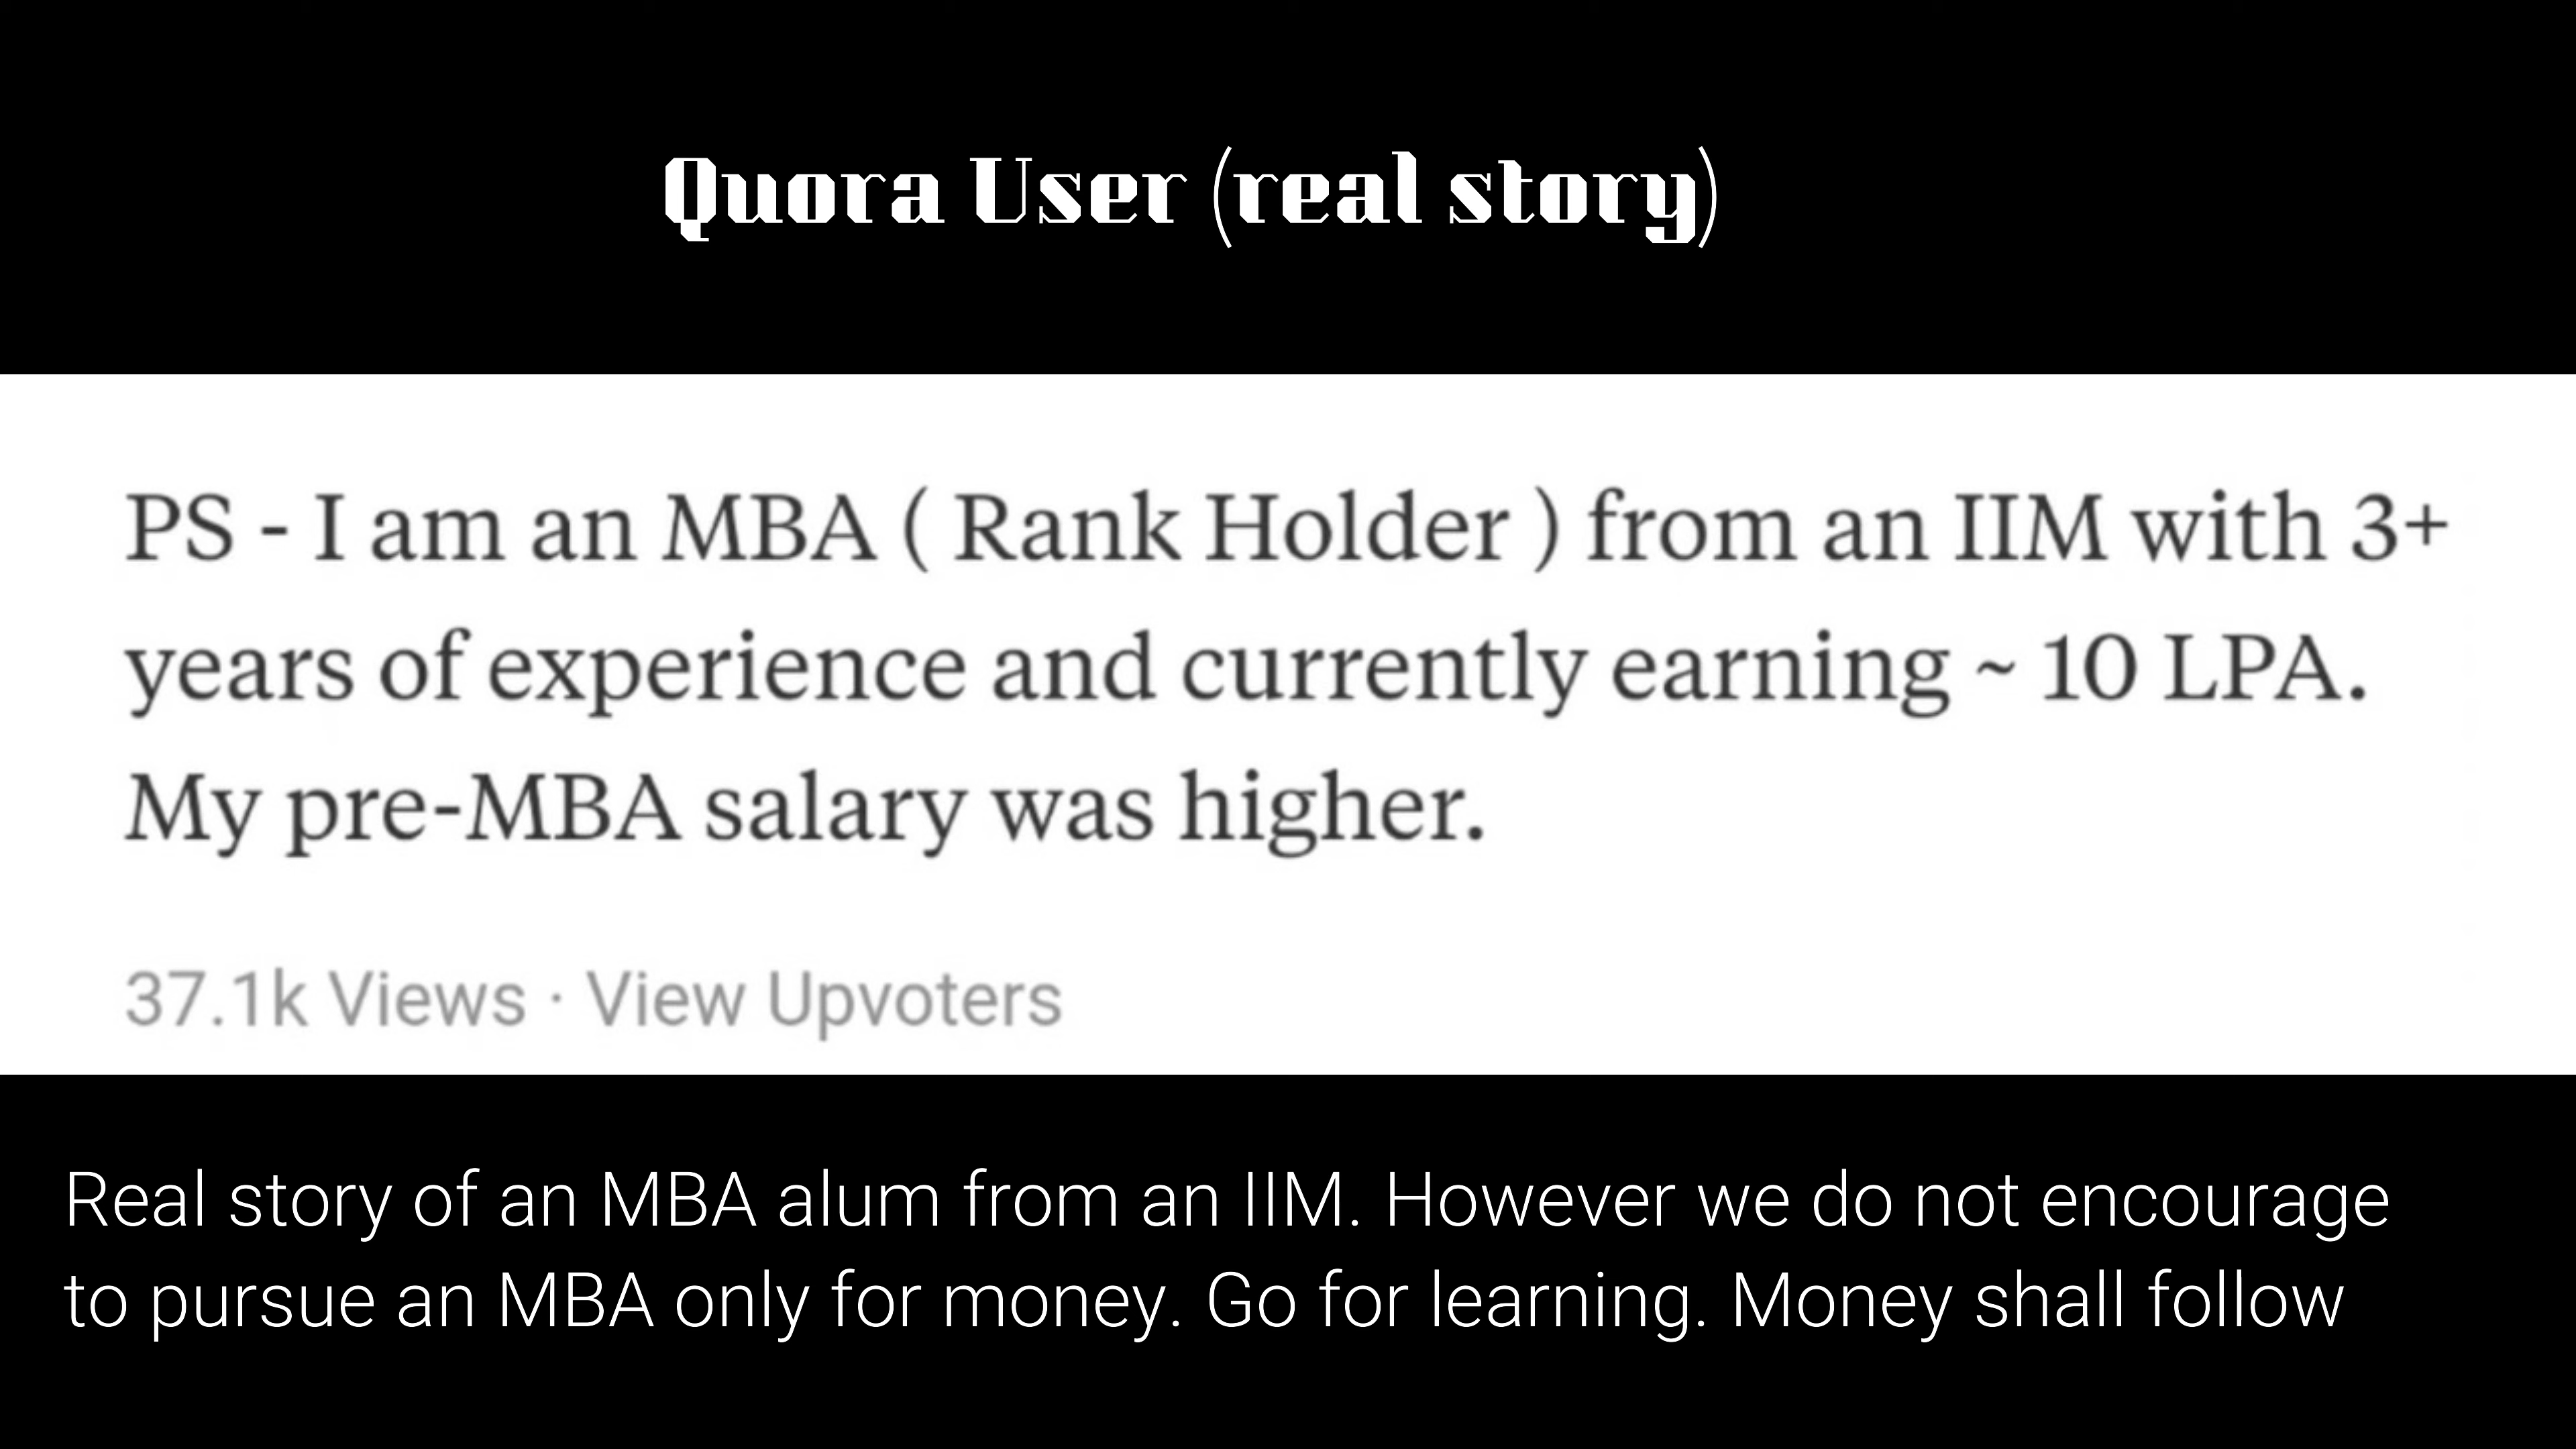 Quora User (real story)
PS - I am an MBA ( Rank Holder ) from an IIM with 3+
years of experience and currently earning ~ 10 LPA.
My pre-MBA salary was higher.
37.1k Views · View Upvoters
Real story of an MBA alum from an IIM. However we do not encourage
to pursue an MBA only for money. Go for learning. Money shall follow